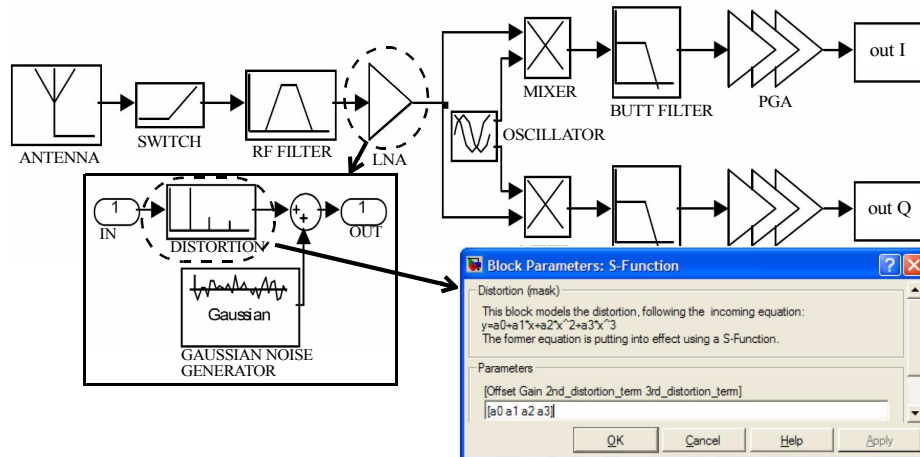 out I
MIXER
BUTT FILTER
PGA
ANTENNA
SWITCH
RF FILTER
LNA
OSCILLATOR
1
IN
DISTORTION
+
+
1
OUT
Gaussian
GAUSSIAN NOISE
GENERATOR
out Q
Block Parameters: S-Function
Distortion (mask)
This block models the distortion, following the incoming equation:
y=a0+a1*x+a2*x^2+a3*x^3
The former equation is putting into effect using a S-Function.
Parameters
[Offset Gain 2nd_distortion_term 3rd_distortion_term]
[a0 a1 a2 a3]
OK
Cancel
Help
Apply